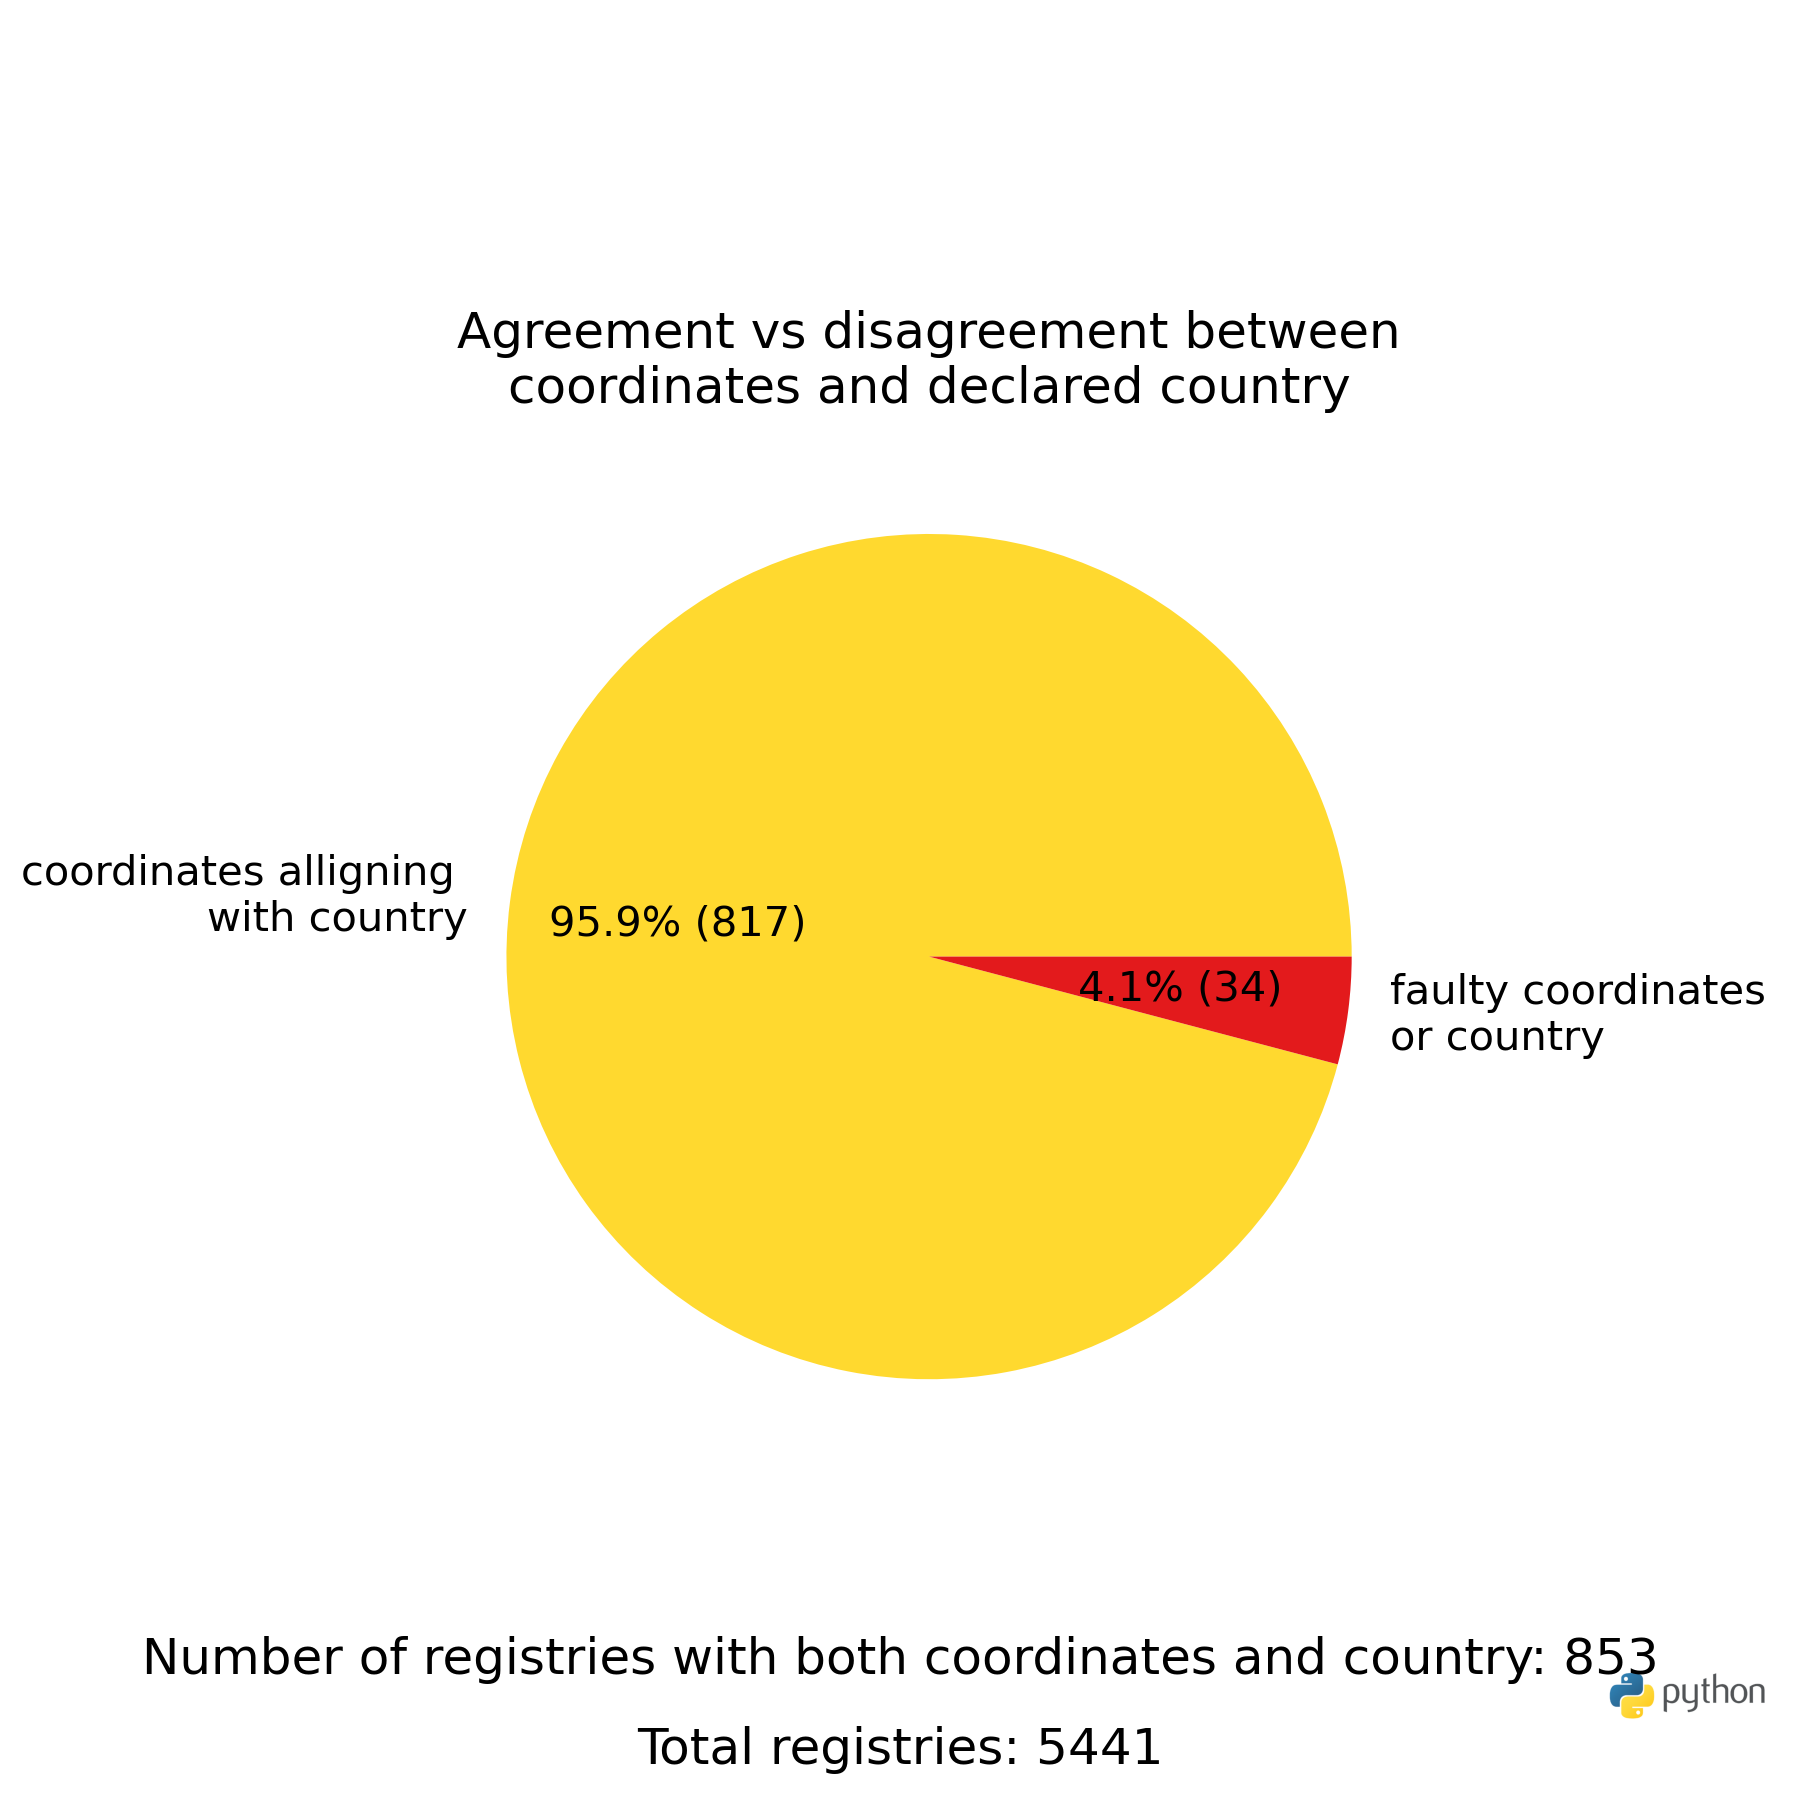 Agreement vs disagreement between
coordinates and declared country
coordinates alligning
with country
95.9% (817)
4.1% (34)
faulty coordinates
or country
Number of registries with both coordinates and country: 853
python
Total registries: 5441